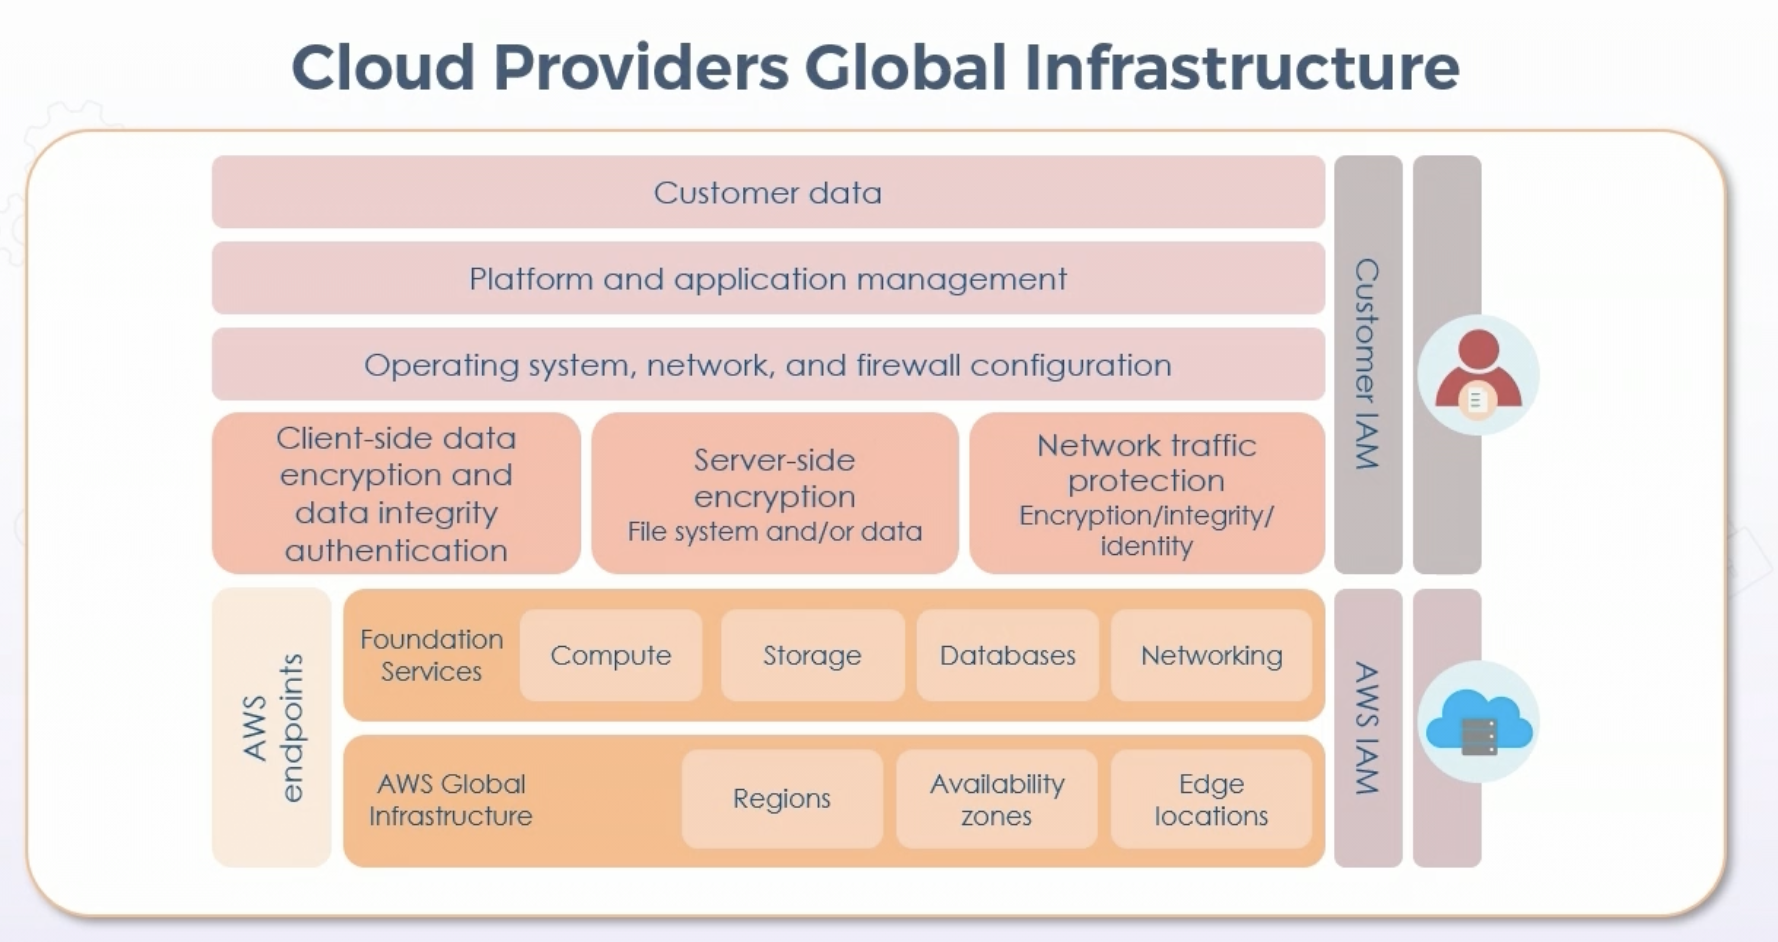 Cloud Providers Global Infrastructure
Customer data
Platform and application management
Operating system, network, and firewall configuration
Client-side data
encryption and
data integrity
authentication
Server-side
encryption
File system and/or data
Network traffic
protection
Encryption/integrity/
identity
Customer IAM
AWS
endpoints
Foundation
Services
Compute
Storage
Databases
Networking
AWS Global
Infrastructure
Regions
Availability
zones
Edge
locations
AWS IAM